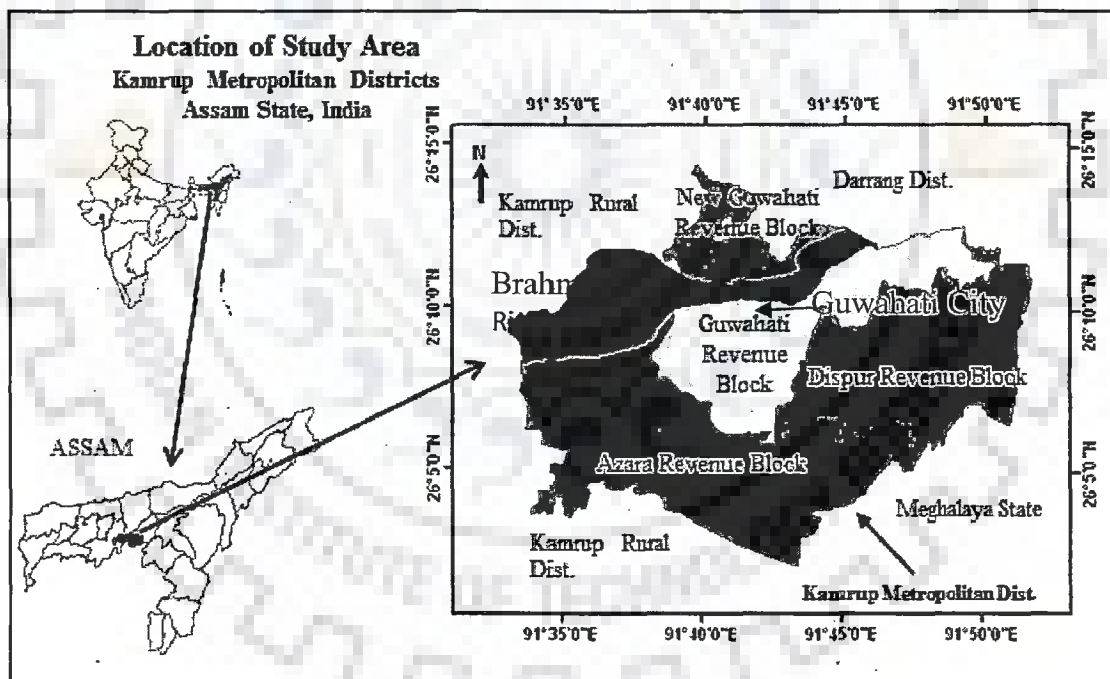 Location of Study Area
Kamrup Metropolitan Districts
Assam State, India
91°35'0"E
91°40'0"E
91°45'0"E
91°50'0"E
26°15'0"N
26°15'0"N
N
Kamrup Rural
Dist.
New Guwahati
Revenue Block
Darrang Dist.
Brahm
Ri
26°10'0"N
26°10'0"N
Guwahati City
Guwahati
Revenue
Block
Dispur Revenue Block
ASSAM
26°5'0"N
26°5'0"N
Azara Revenue Block
Meghalaya State
Kamrup Rural
Dist.
Kamrup Metropolitan Dist.
91°35'0"E
91°40'0"E
91°45'0"E
91°50'0"E